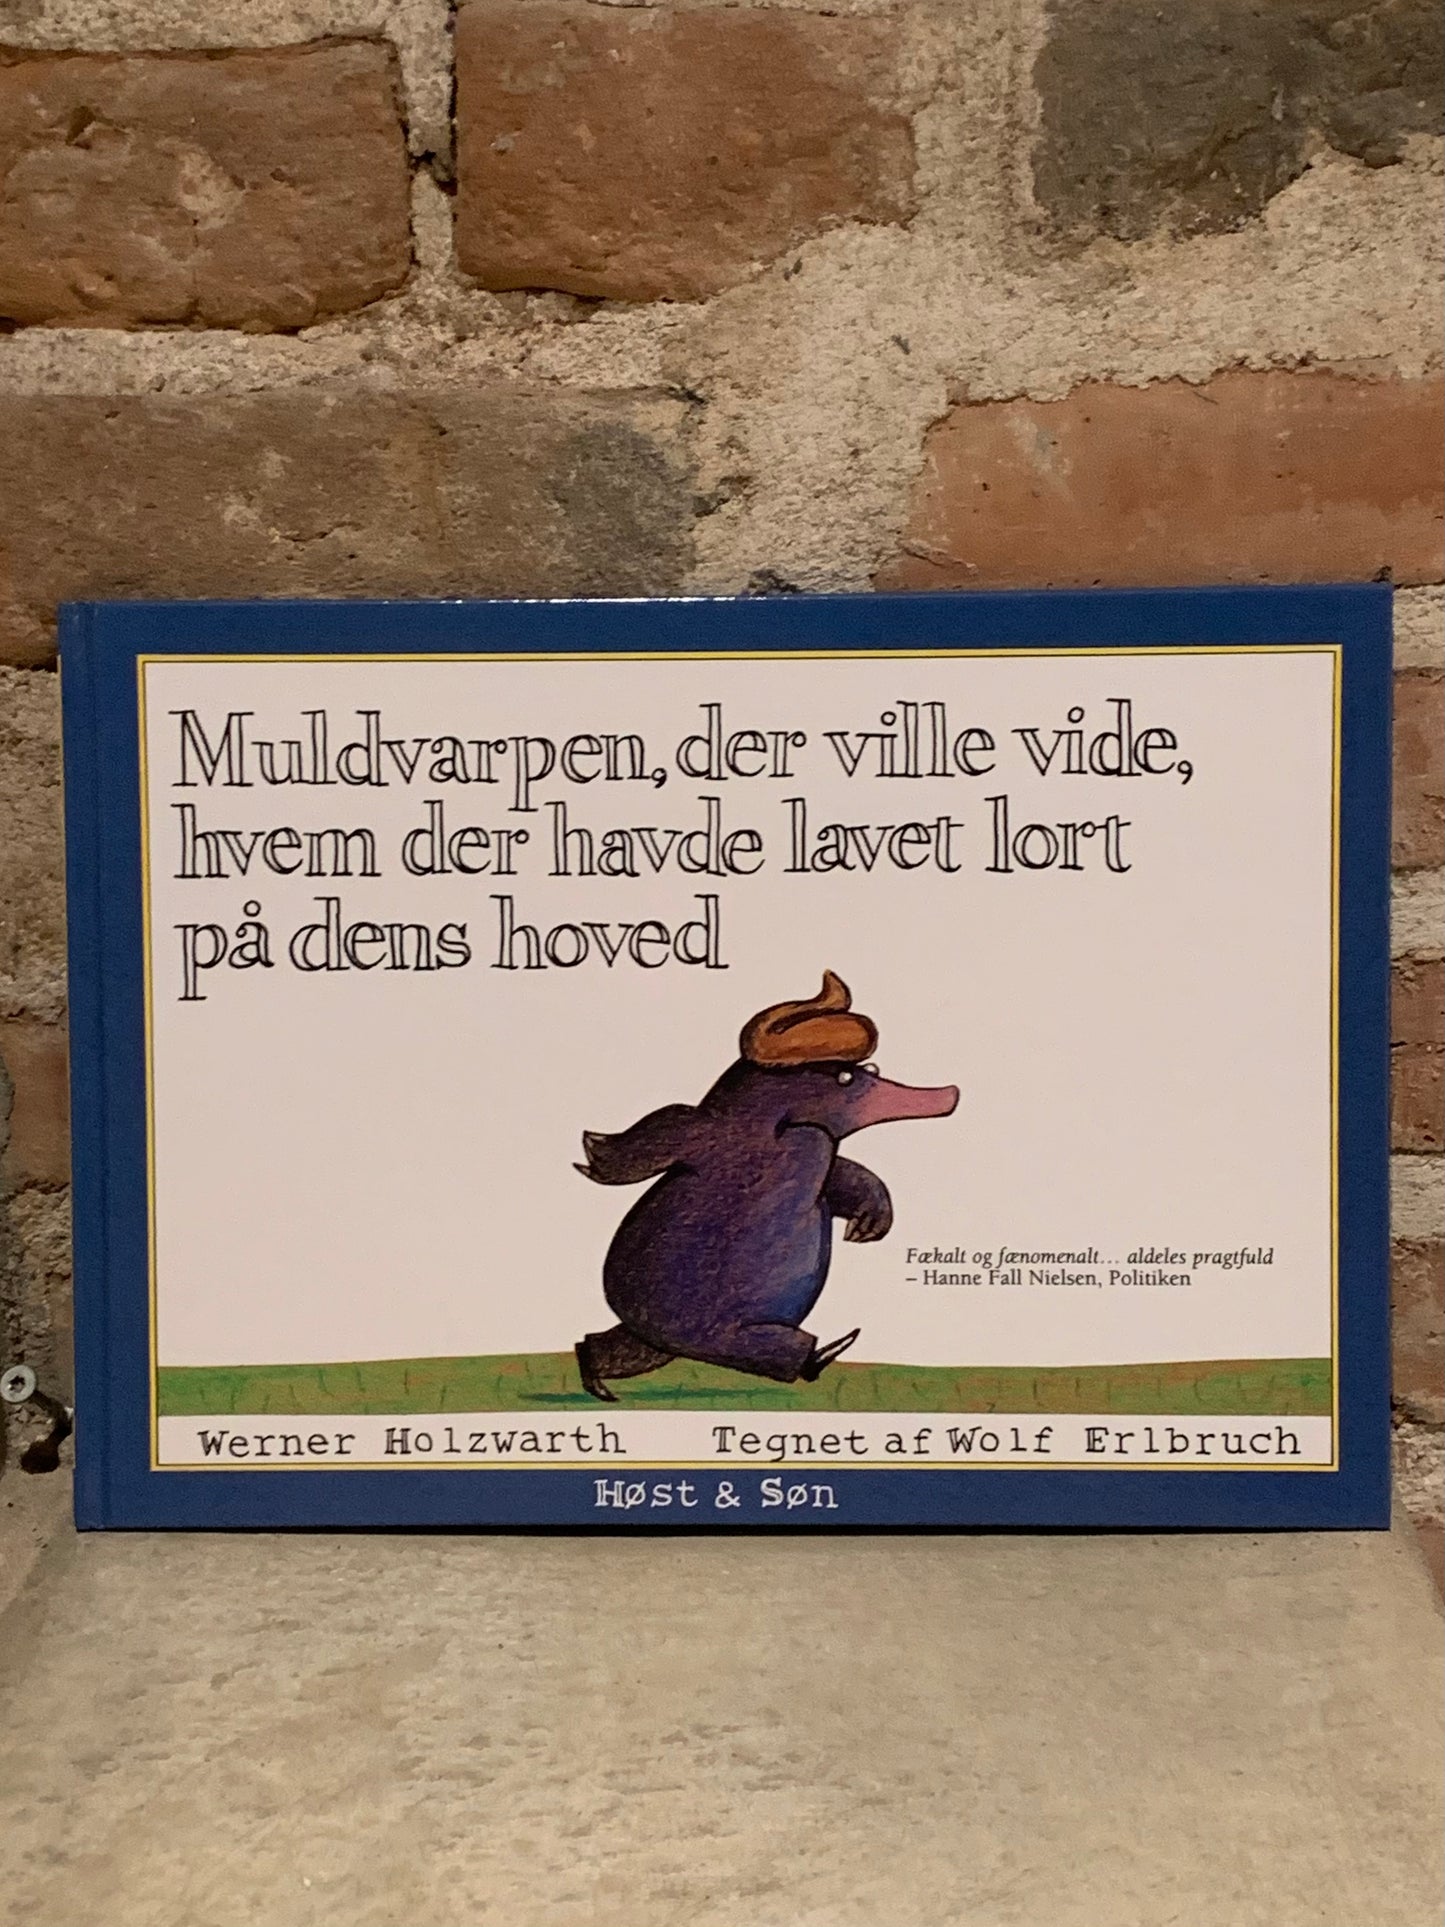 Muldvarpen, der ville vide,
hvem der havde lavet lort
på dens hoved
Fækalt og fænomenalt... aldeles pragtfuld
– Hanne Fall Nielsen, Politiken
Werner Holzwarth Tegnet af Wolf Erlbruch
Høst & Søn